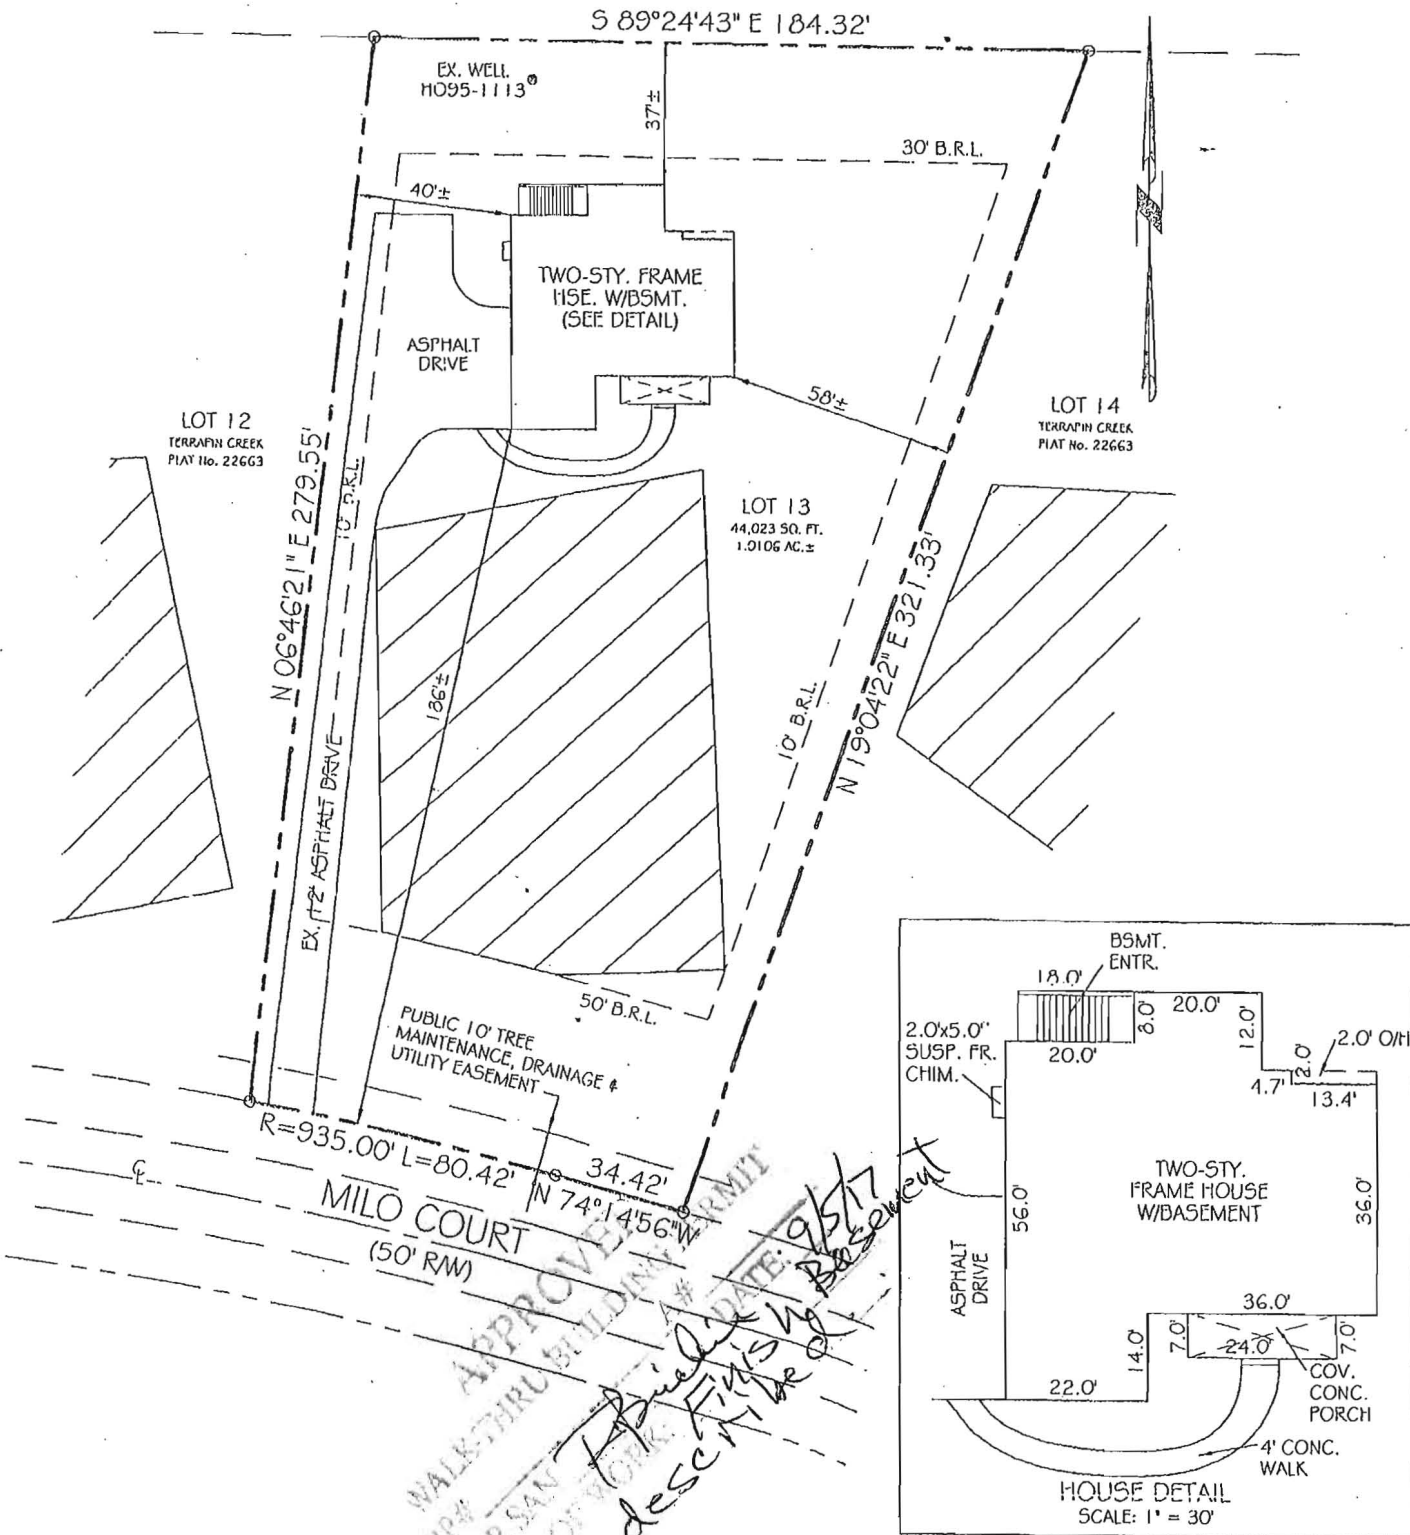 S 89°24'43" E 184.32'
EX. WELL
HO95-1113
37'±
30' B.R.L.
40'±
TWO-STY. FRAME
HSE. W/BSMT.
(SEE DETAIL)
ASPHALT
DRIVE
58'±
LOT 12
TERRAPIN CREEK
PLAT No. 22663
LOT 14
TERRAPIN CREEK
PLAT No. 22663
N 06°46'21" E 279.55'
10' B.R.L.
LOT 13
44,023 SQ. FT.
1.0106 AC.±
N 19°04'22" E 321.33'
186'±
10' B.R.L.
EX. 12' ASPHALT DRIVE
50' B.R.L.
PUBLIC 10' TREE
MAINTENANCE, DRAINAGE &
UTILITY EASEMENT
R=935.00' L=80.42'
34.42'
N 74°14'56" W
MILO COURT
(50' R/W)
APPROVED
WALK-THRU BUILDING PERMIT
A#
DATE: 9/5/17
SAN
OF WORK: Finish Basement
describe
BSMT.
ENTR.
18.0'
20.0'
8.0'
12.0'
20.0'
2.0'x5.0'
SUSP. FR.
CHIM.
2.0'
2.0' O/H
4.7'
13.4'
TWO-STY.
FRAME HOUSE
W/BASEMENT
56.0'
36.0'
ASPHALT
DRIVE
36.0'
14.0'
7.0'
24.0'
7.0'
22.0'
COV.
CONC.
PORCH
4' CONC.
WALK
HOUSE DETAIL
SCALE: 1" = 30'